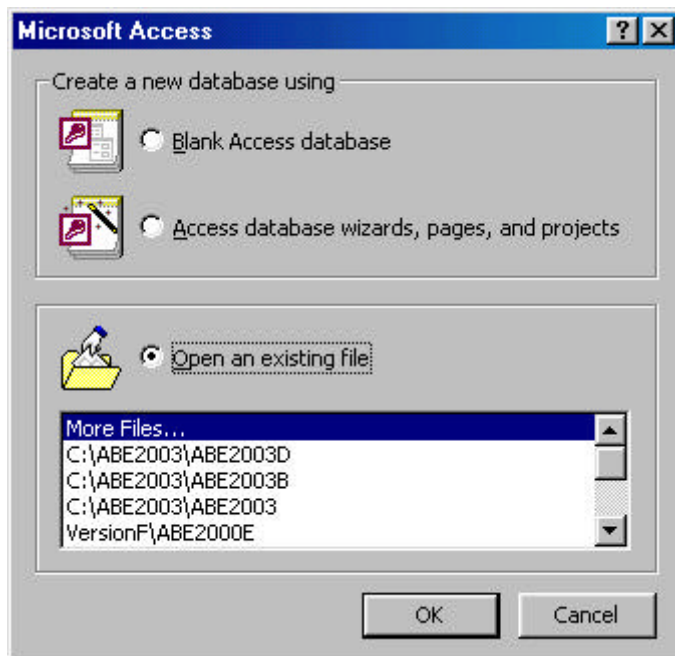 Microsoft Access
Create a new database using
Blank Access database
Access database wizards, pages, and projects
Open an existing file
More Files...
C:\ABE2003\ABE2003D
C:\ABE2003\ABE2003B
C:\ABE2003\ABE2003
VersionF\ABE2000E
OK Cancel